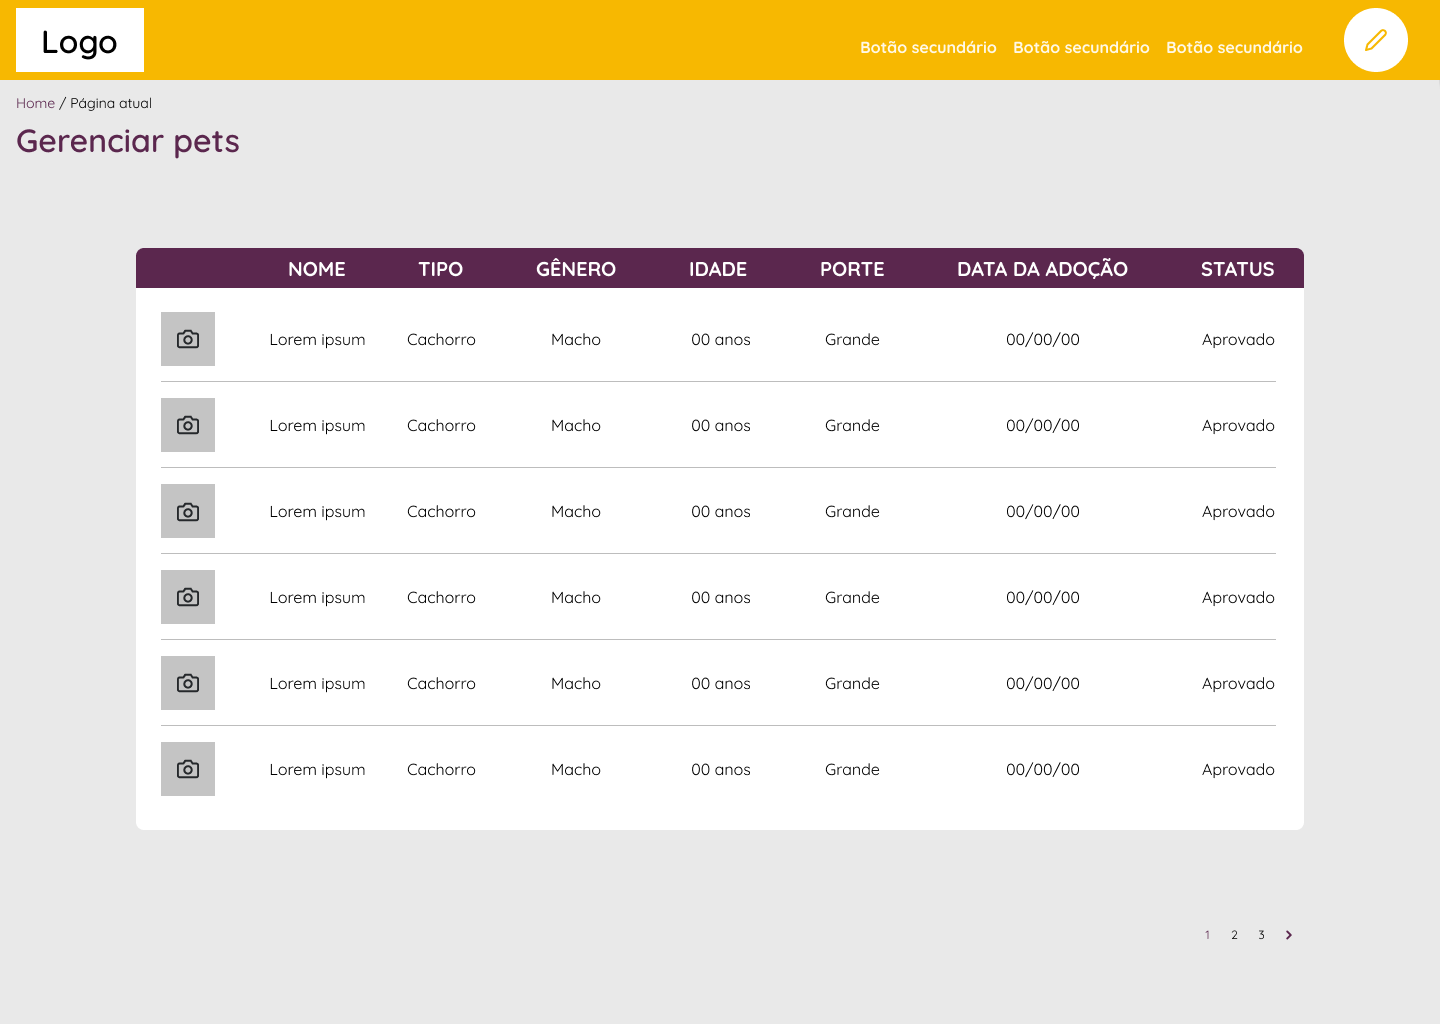 Logo
Botão secundário Botão secundário Botão secundário
Home / Página atual
Gerenciar pets
NOME TIPO GÊNERO IDADE PORTE DATA DA ADOÇÃO STATUS
Lorem ipsum Cachorro Macho 00 anos Grande 00/00/00 Aprovado
Lorem ipsum Cachorro Macho 00 anos Grande 00/00/00 Aprovado
Lorem ipsum Cachorro Macho 00 anos Grande 00/00/00 Aprovado
Lorem ipsum Cachorro Macho 00 anos Grande 00/00/00 Aprovado
Lorem ipsum Cachorro Macho 00 anos Grande 00/00/00 Aprovado
Lorem ipsum Cachorro Macho 00 anos Grande 00/00/00 Aprovado
1 2 3